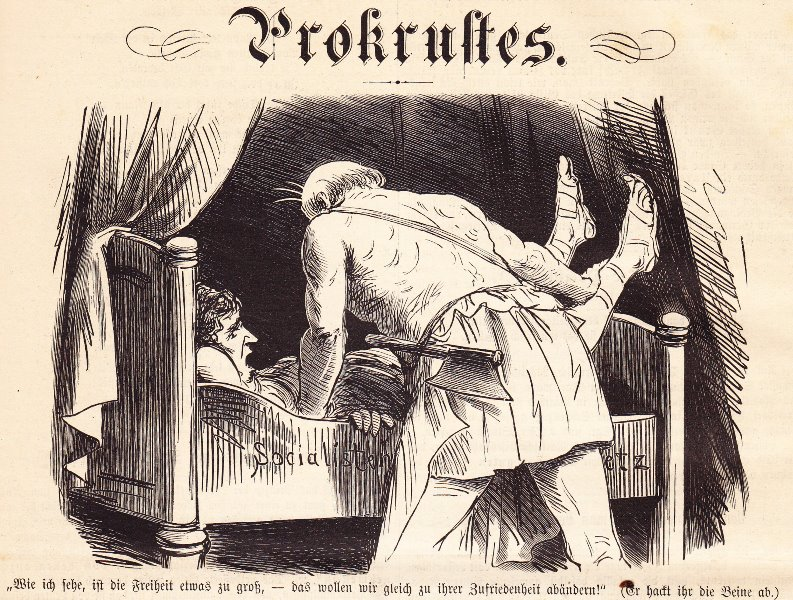 Prokrustes.
Socialisten
etz
„Wie ich sehe, ist die Freiheit etwas zu groß, — das wollen wir gleich zu ihrer Zufriedenheit abändern!“ (Er hackt ihr die Beine ab.)